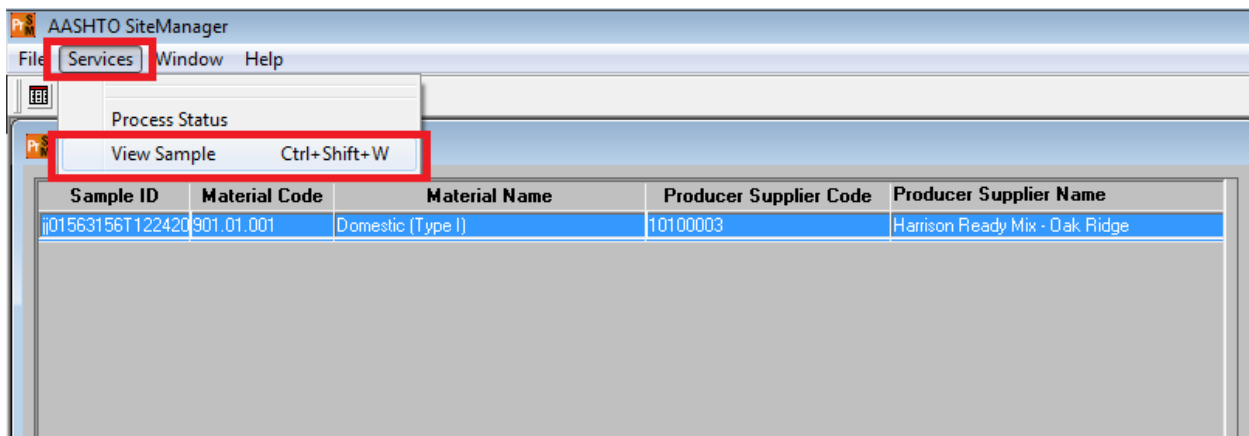 AASHTO SiteManager
File Services Window Help
Process Status
View Sample Ctrl+Shift+W
Sample ID Material Code Material Name Producer Supplier Code Producer Supplier Name
jj01563156T122420 901.01.001 Domestic (Type I) 10100003 Harrison Ready Mix - Oak Ridge